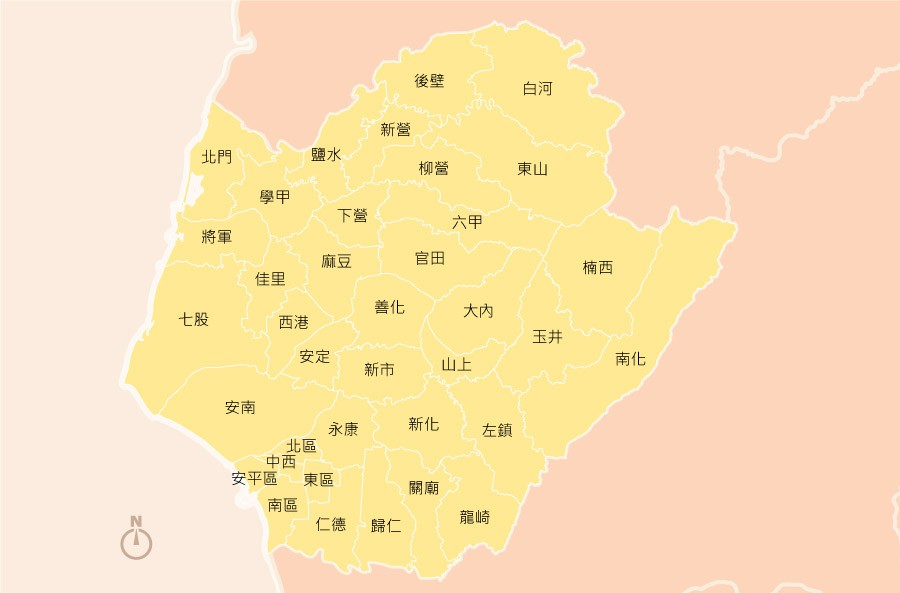 後壁
白河
新營
鹽水
北門
柳營
東山
學甲
下營
六甲
將軍
麻豆
官田
楠西
佳里
善化
大內
七股
西港
玉井
安定
山上
新市
南化
安南
永康
新化
左鎮
北區
中西
安平區
東區
關廟
南區
仁德
歸仁
龍崎
N